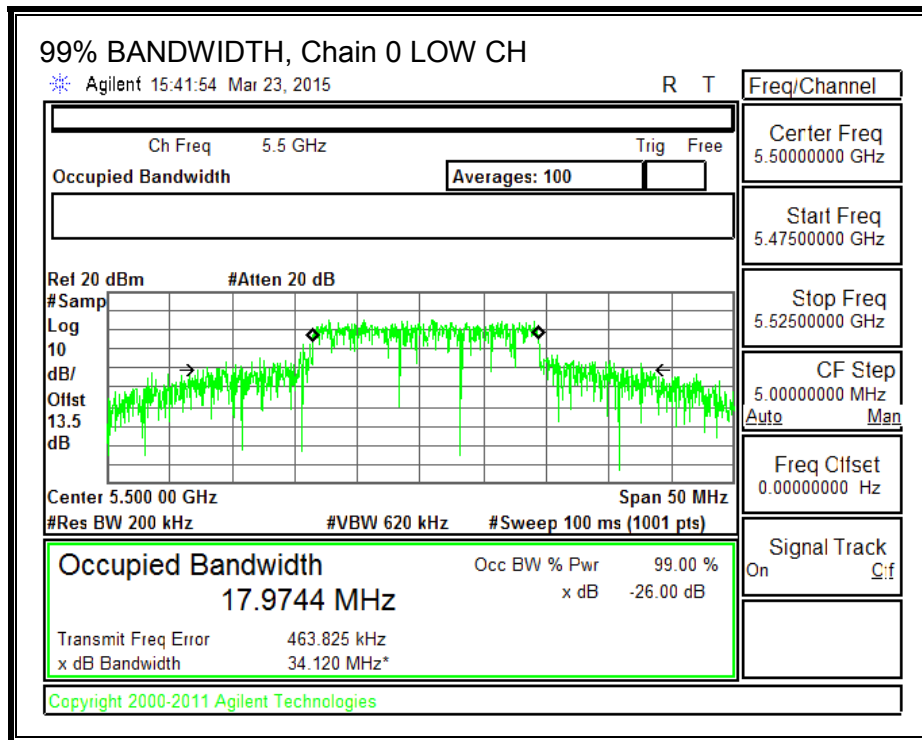 99% BANDWIDTH, Chain 0 LOW CH
Agilent 15:41:54 Mar 23, 2015 R T
Freq/Channel
Ch Freq 5.5 GHz Trig Free
Occupied Bandwidth Averages: 100
Center Freq
5.50000000 GHz
Start Freq
5.47500000 GHz
Stop Freq
5.52500000 GHz
CF Step
5.00000000 MHz
Auto Man
Freq Offset
0.00000000 Hz
Signal Track
On Off
Ref 20 dBm #Atten 20 dB
#Samp
Log
10
dB/
Offst
13.5
dB
Center 5.500 00 GHz Span 50 MHz
#Res BW 200 kHz #VBW 620 kHz #Sweep 100 ms (1001 pts)
Occupied Bandwidth Occ BW % Pwr 99.00 %
17.9744 MHz x dB -26.00 dB
Transmit Freq Error 463.825 kHz
x dB Bandwidth 34.120 MHz*
Copyright 2000-2011 Agilent Technologies